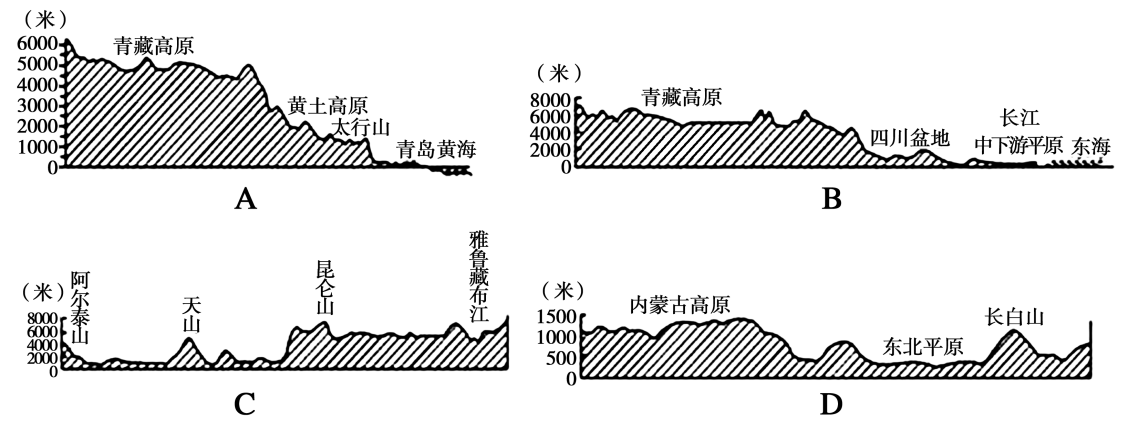 （米）
6000
5000
4000
3000
2000
1000
0
青藏高原
黄土高原
太行山
青岛黄海
A
（米）
8000
6000
4000
2000
0
青藏高原
四川盆地
长江
中下游平原
东海
B
（米）
8000
6000
4000
2000
0
阿尔泰山
天山
昆仑山
雅鲁藏布江
C
（米）
1500
1000
500
0
内蒙古高原
东北平原
长白山
D